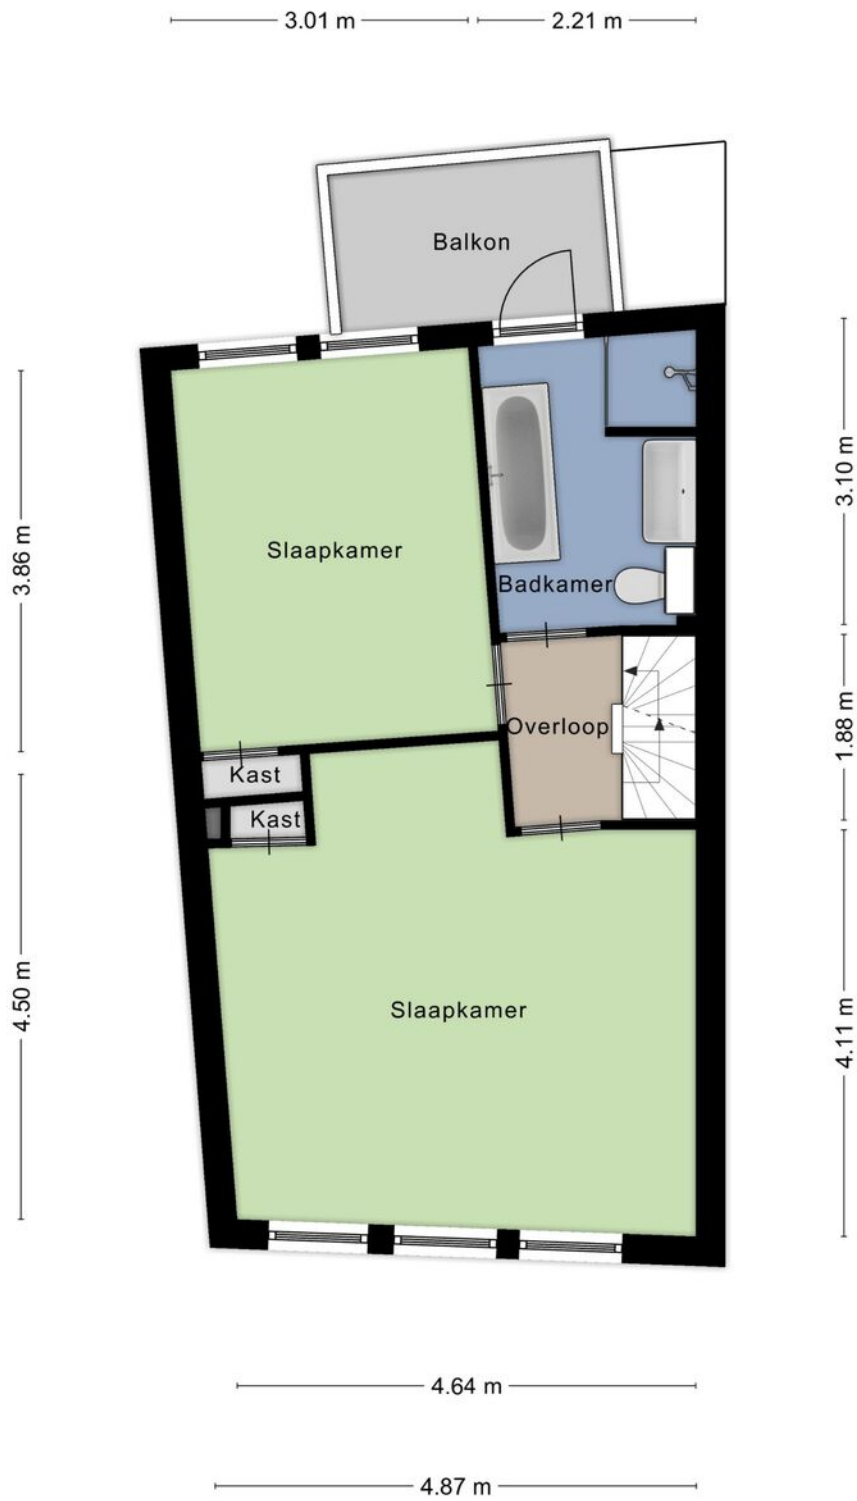 3.01 m
2.21 m
Balkon
3.86 m
3.10 m
Slaapkamer
Badkamer
Overloop
1.88 m
Kast
Kast
4.50 m
Slaapkamer
4.11 m
4.64 m
4.87 m